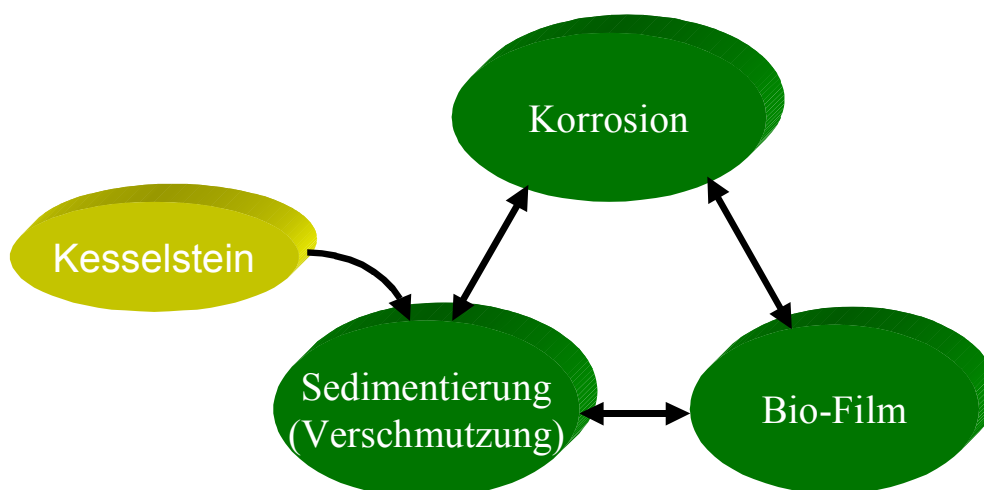 Korrosion
Kesselstein
Sedimentierung
(Verschmutzung)
Bio-Film